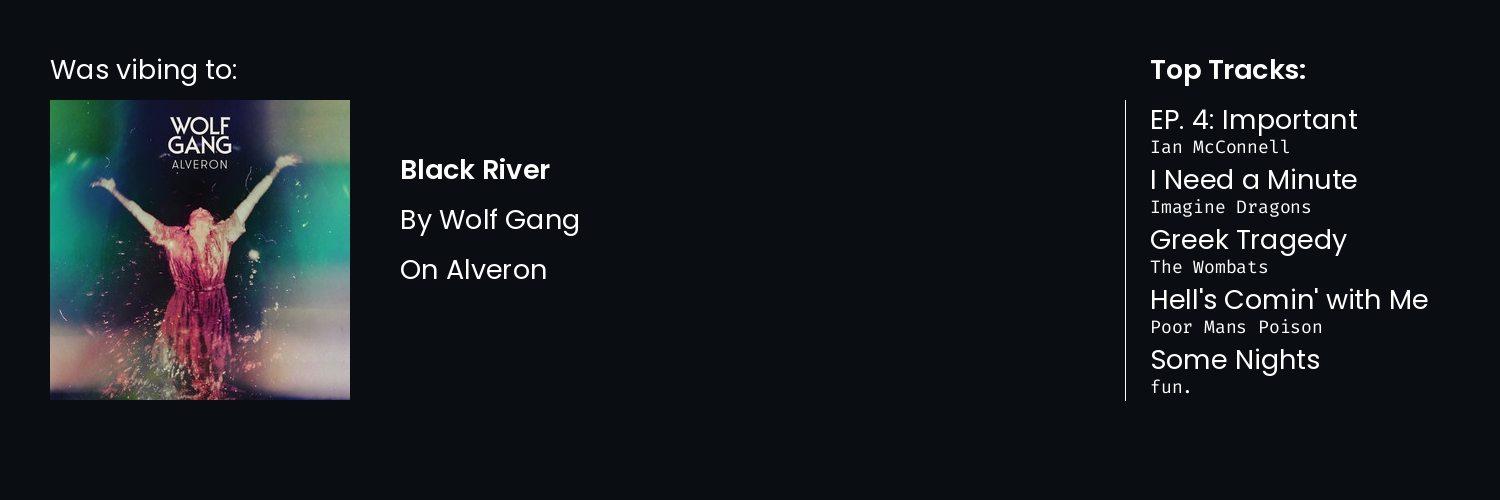 Was vibing to:
WOLF
GANG
ALVERON
Black River
By Wolf Gang
On Alveron
Top Tracks:
EP. 4: Important
Ian McConnell
I Need a Minute
Imagine Dragons
Greek Tragedy
The Wombats
Hell's Comin' with Me
Poor Mans Poison
Some Nights
fun.